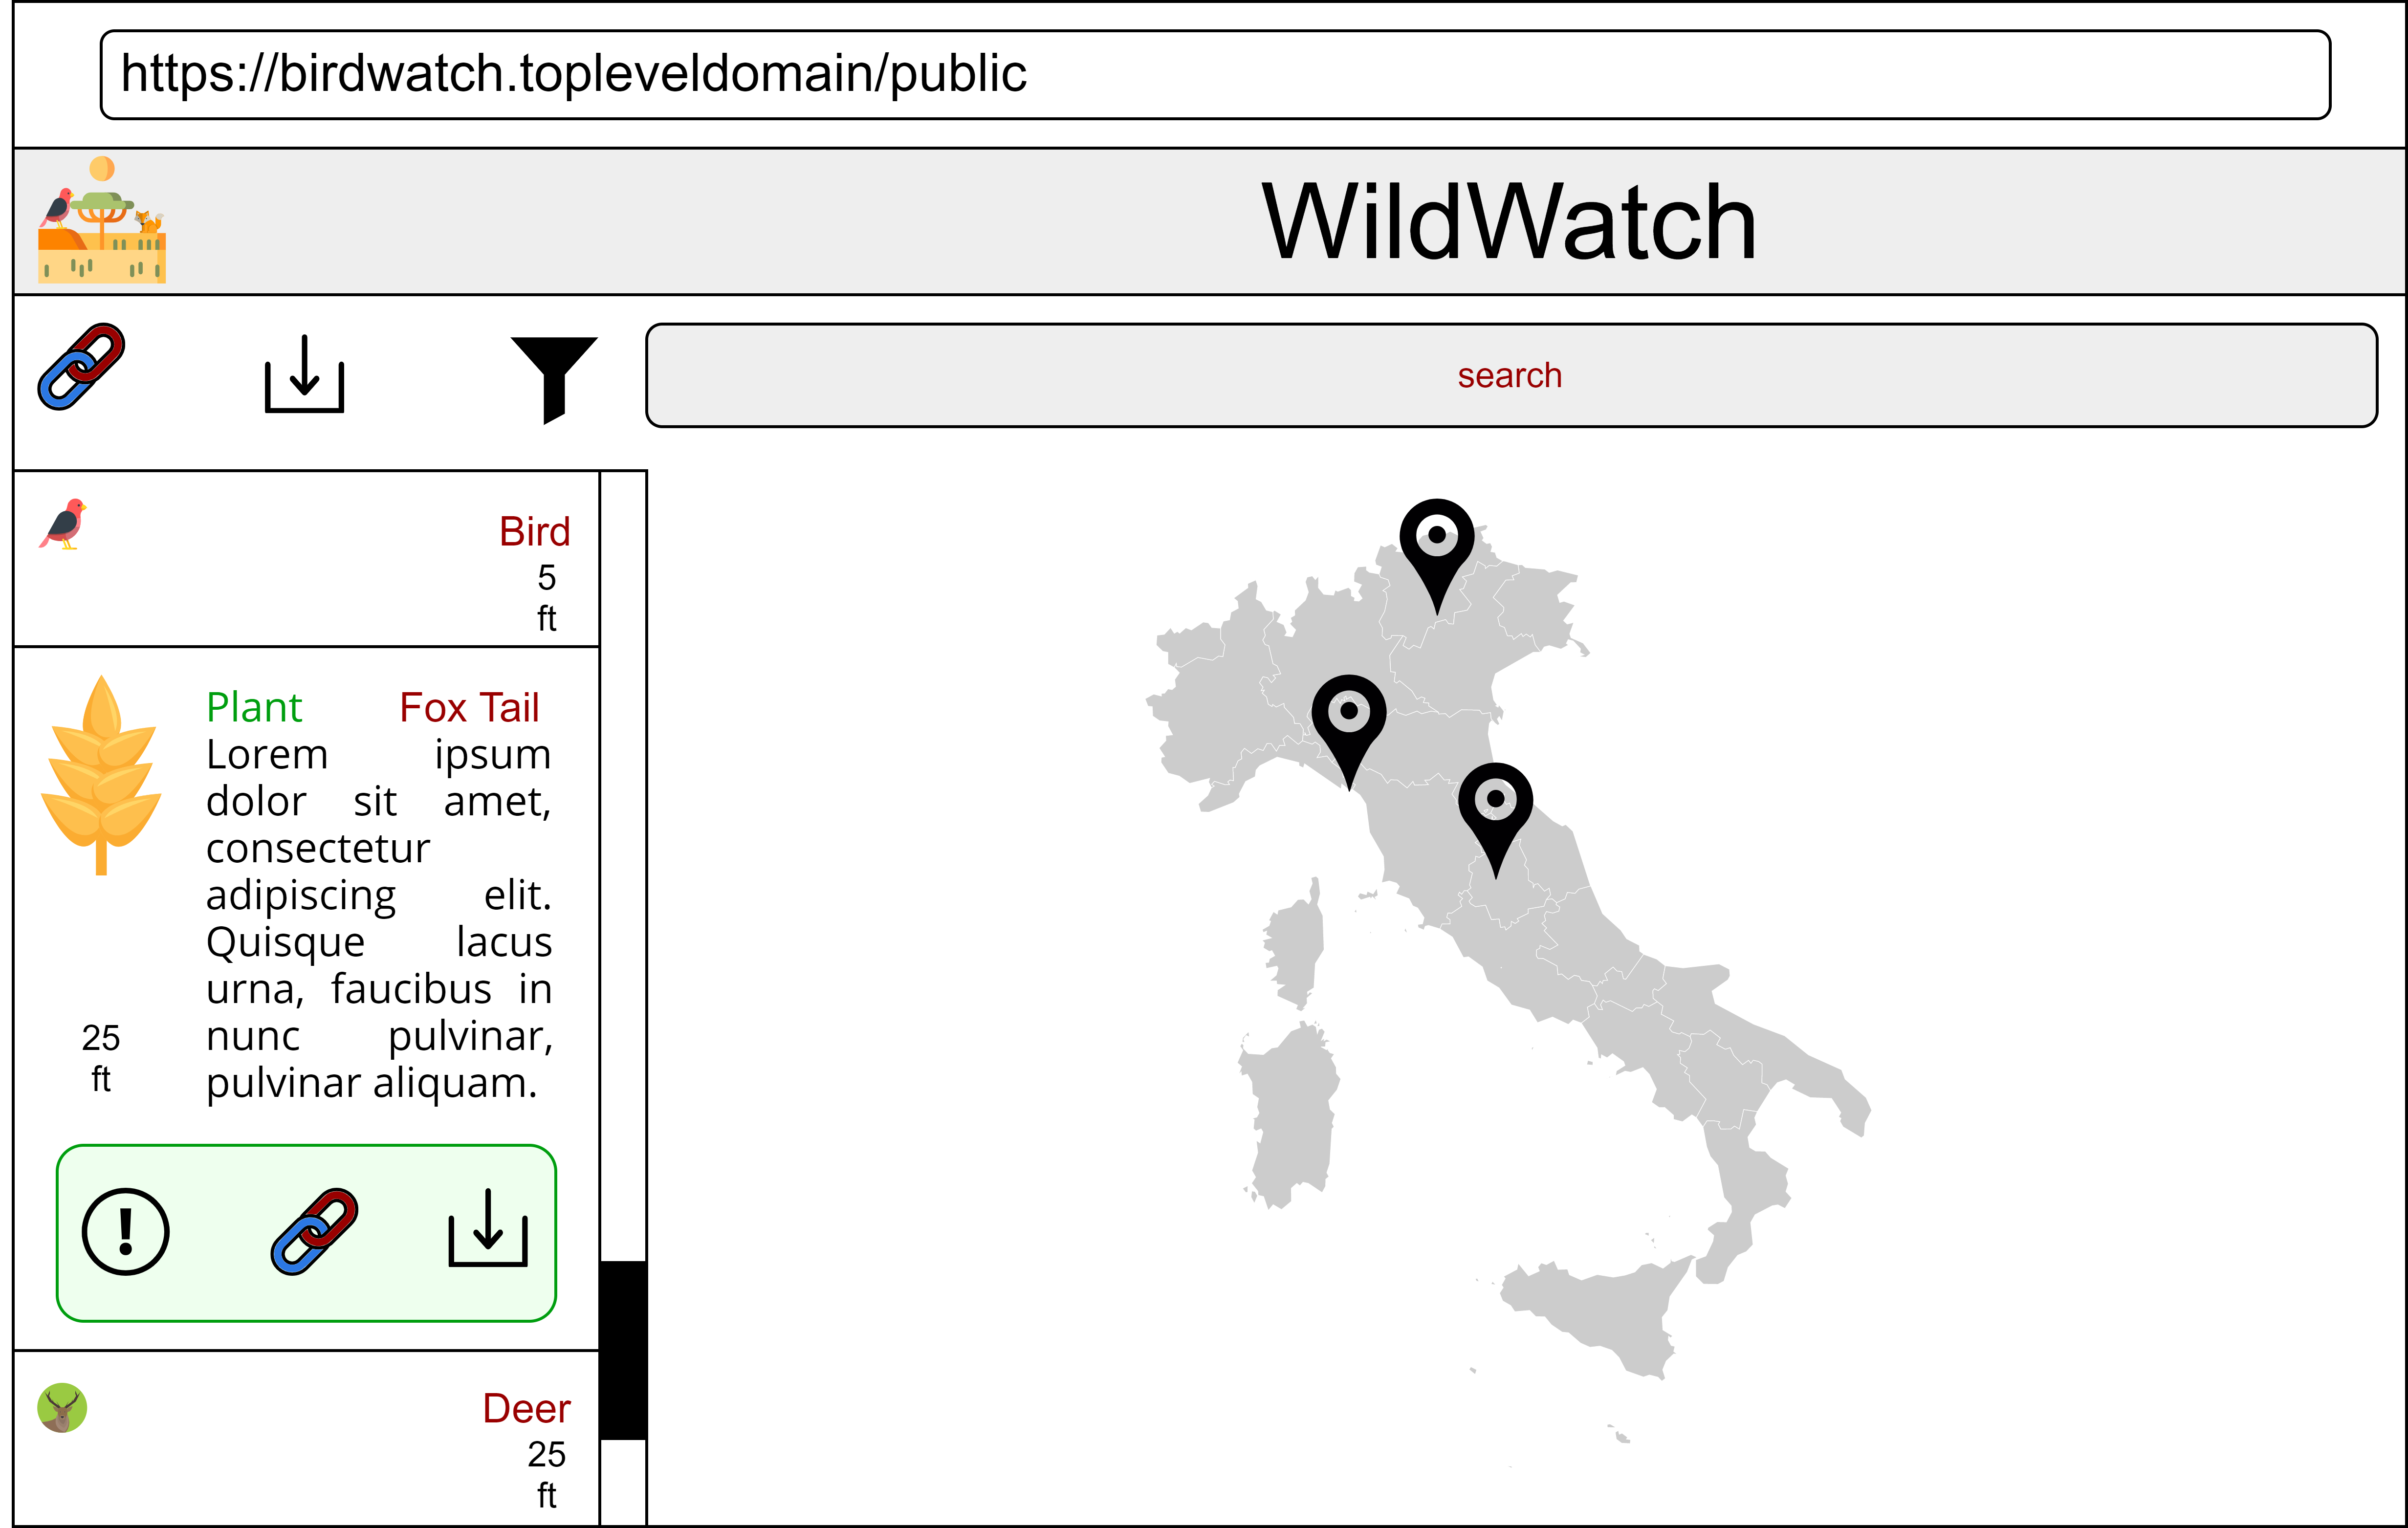 https://birdwatch.topleveldomain/public
WildWatch
search
Bird
5
ft
Plant Fox Tail
Lorem ipsum
dolor sit amet,
consectetur
adipiscing elit.
Quisque lacus
urna, faucibus in
nunc pulvinar,
pulvinar aliquam.
25
ft
!
Deer
25
ft